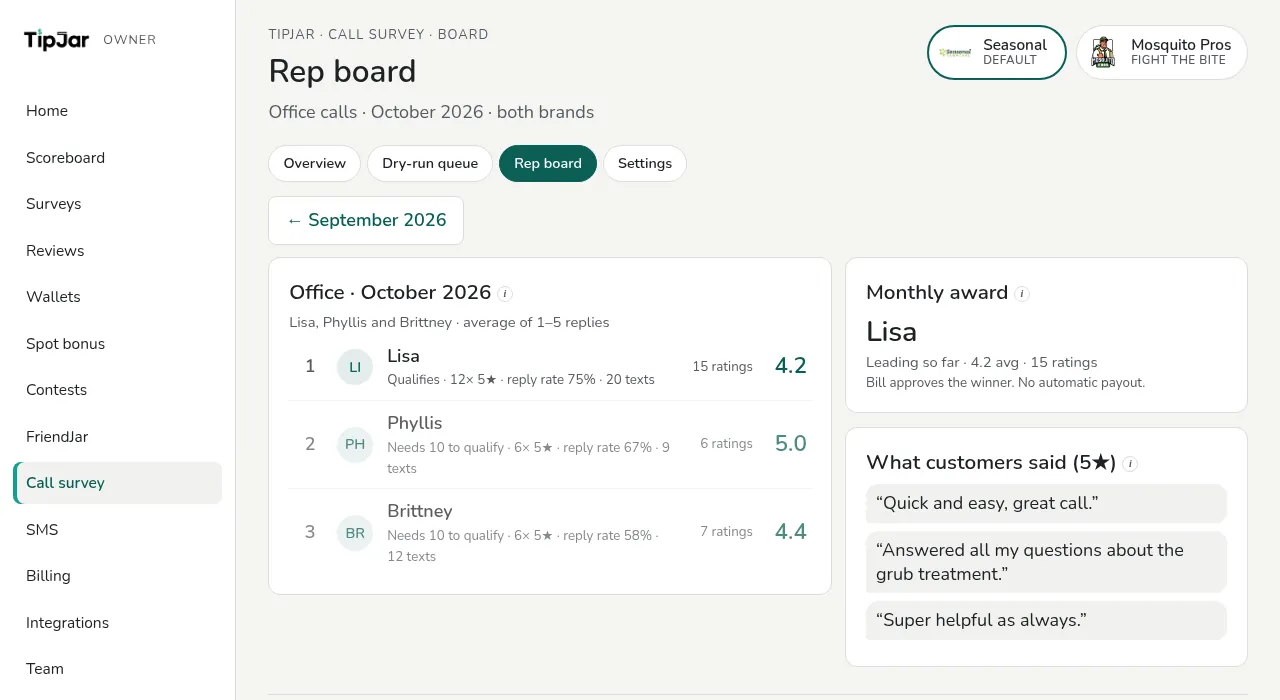 TipJar OWNER
Home
Scoreboard
Surveys
Reviews
Wallets
Spot bonus
Contests
FriendJar
Call survey
SMS
Billing
Integrations
Team
TIPJAR · CALL SURVEY · BOARD
Rep board
Office calls · October 2026 · both brands
Seasonal
DEFAULT
Mosquito Pros
FIGHT THE BITE
Overview
Dry-run queue
Rep board
Settings
← September 2026
Office · October 2026 i
Lisa, Phyllis and Brittney · average of 1–5 replies
1 LI Lisa 15 ratings 4.2
Qualifies · 12× 5★ · reply rate 75% · 20 texts
2 PH Phyllis 6 ratings 5.0
Needs 10 to qualify · 6× 5★ · reply rate 67% · 9
texts
3 BR Brittney 7 ratings 4.4
Needs 10 to qualify · 6× 5★ · reply rate 58% ·
12 texts
Monthly award i
Lisa
Leading so far · 4.2 avg · 15 ratings
Bill approves the winner. No automatic payout.
What customers said (5★) i
“Quick and easy, great call.”
“Answered all my questions about the
grub treatment.”
“Super helpful as always.”